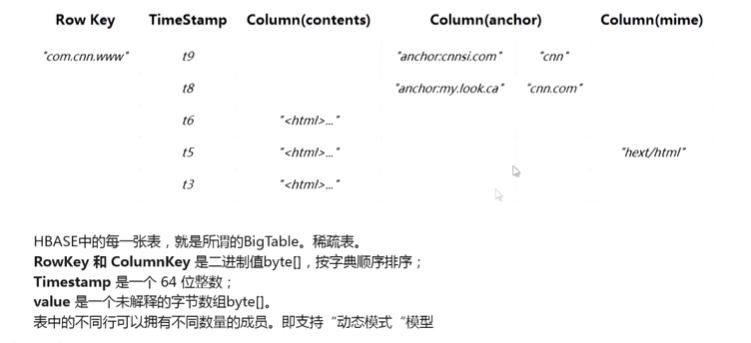 Row Key TimeStamp Column(contents) Column(anchor) Column(mime)
"com.cnn.www" t9 "anchor:cnnsi.com" "cnn"
t8 "anchor:my.look.ca" "cnn.com"
t6 "<html>..."
t5 "<html>..." "hext/html"
t3 "<html>..."
HBASE中的每一张表，就是所谓的BigTable。稀疏表。
RowKey 和 ColumnKey 是二进制值byte[]，按字典顺序排序；
Timestamp 是一个 64 位整数；
value 是一个未解释的字节数组byte[]。
表中的不同行可以拥有不同数量的成员。即支持“动态模式“模型